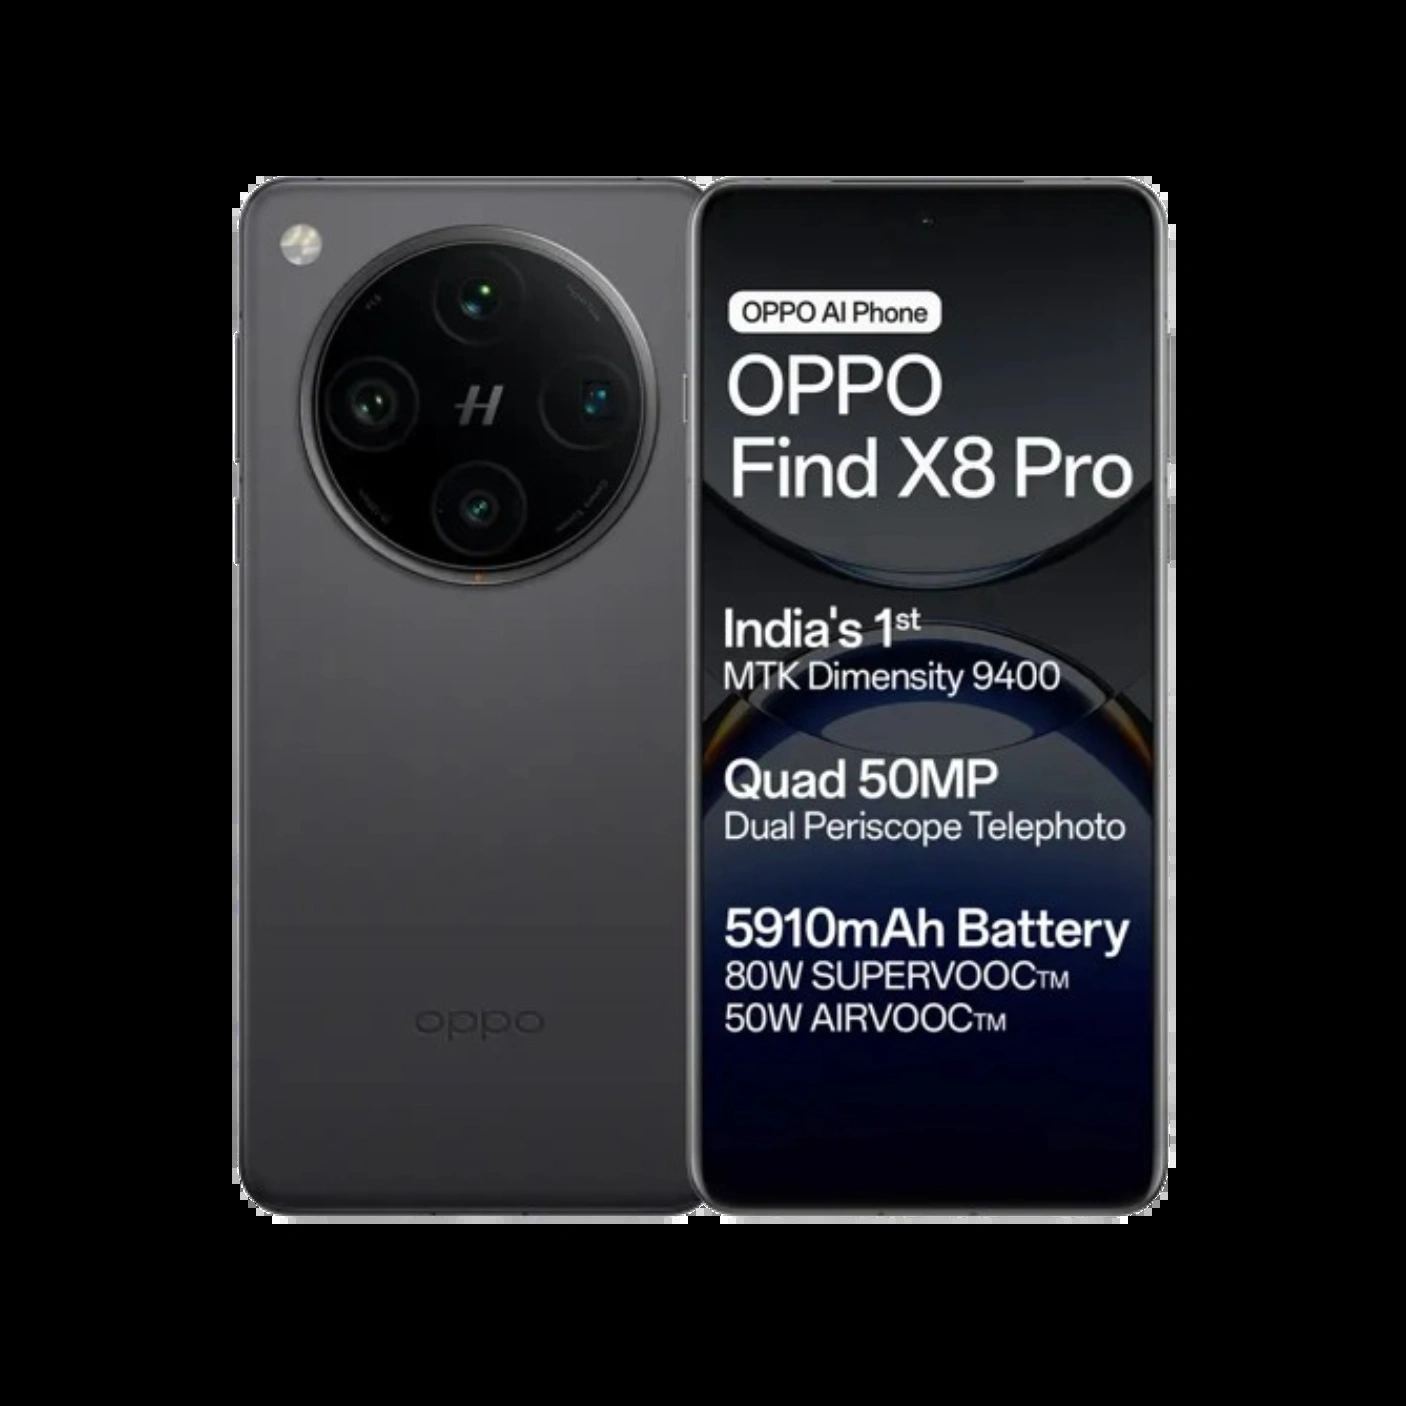 H
oppo
OPPO AI Phone
OPPO
Find X8 Pro
India's 1st
MTK Dimensity 9400
Quad 50MP
Dual Periscope Telephoto
5910mAh Battery
80W SUPERVOOC™
50W AIRVOOC™